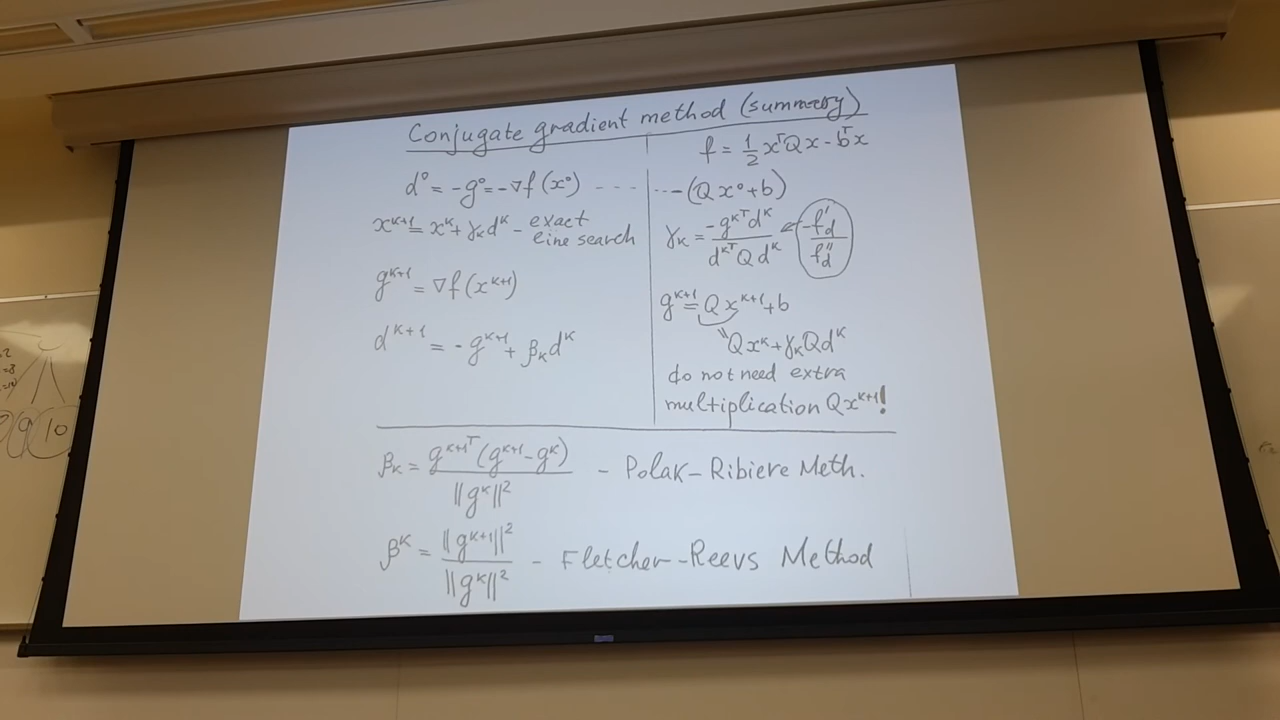 Conjugate gradient method (summary)
f = 1/2 xᵀQx - bᵀx
d⁰ = -g⁰ = -∇f(x⁰) --- ---(Qx⁰+b)
xᴷ⁺¹ = xᴷ + γₖdᴷ - exact
line search
γₖ = -gᴷᵀdᴷ / dᴷᵀQdᴷ ← -f'd / f''d
gᴷ⁺¹ = ∇f(xᴷ⁺¹)
gᴷ⁺¹ = Qxᴷ⁺¹+b
dᴷ⁺¹ = -gᴷ⁺¹ + βₖdᴷ
" Qxᴷ+γₖQdᴷ
do not need extra
multiplication Qxᴷ⁺¹!
βₖ = gᴷ⁺¹ᵀ(gᴷ⁺¹-gᴷ) / ||gᴷ||² - Polak-Ribiere Meth.
βᴷ = ||gᴷ⁺¹||² / ||gᴷ||² - Fletcher-Reevs Method
9 10